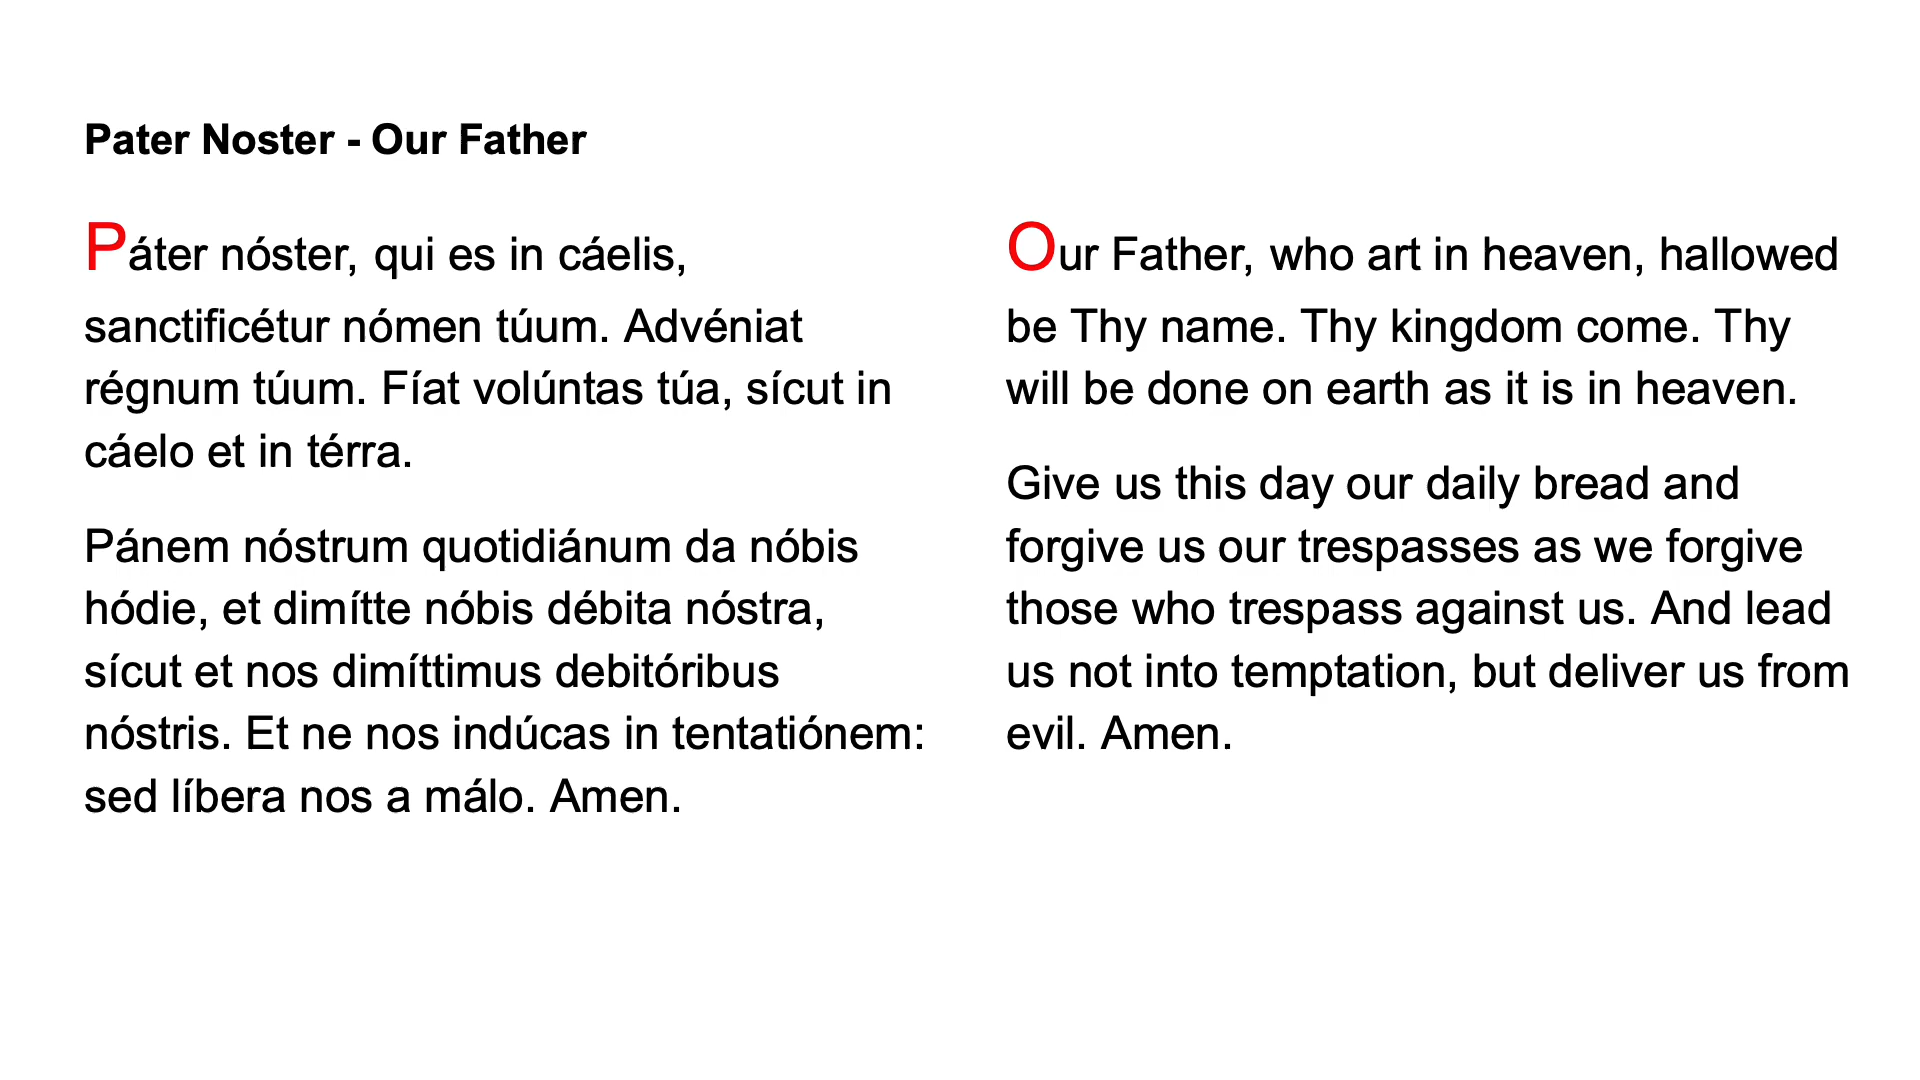 Pater Noster - Our Father
Páter nóster, qui es in cáelis,
sanctificétur nómen túum. Advéniat
régnum túum. Fíat volúntas túa, sícut in
cáelo et in térra.
Pánem nóstrum quotidiánum da nóbis
hódie, et dimítte nóbis débita nóstra,
sícut et nos dimíttimus debitóribus
nóstris. Et ne nos indúcas in tentatiónem:
sed líbera nos a málo. Amen.
Our Father, who art in heaven, hallowed
be Thy name. Thy kingdom come. Thy
will be done on earth as it is in heaven.
Give us this day our daily bread and
forgive us our trespasses as we forgive
those who trespass against us. And lead
us not into temptation, but deliver us from
evil. Amen.